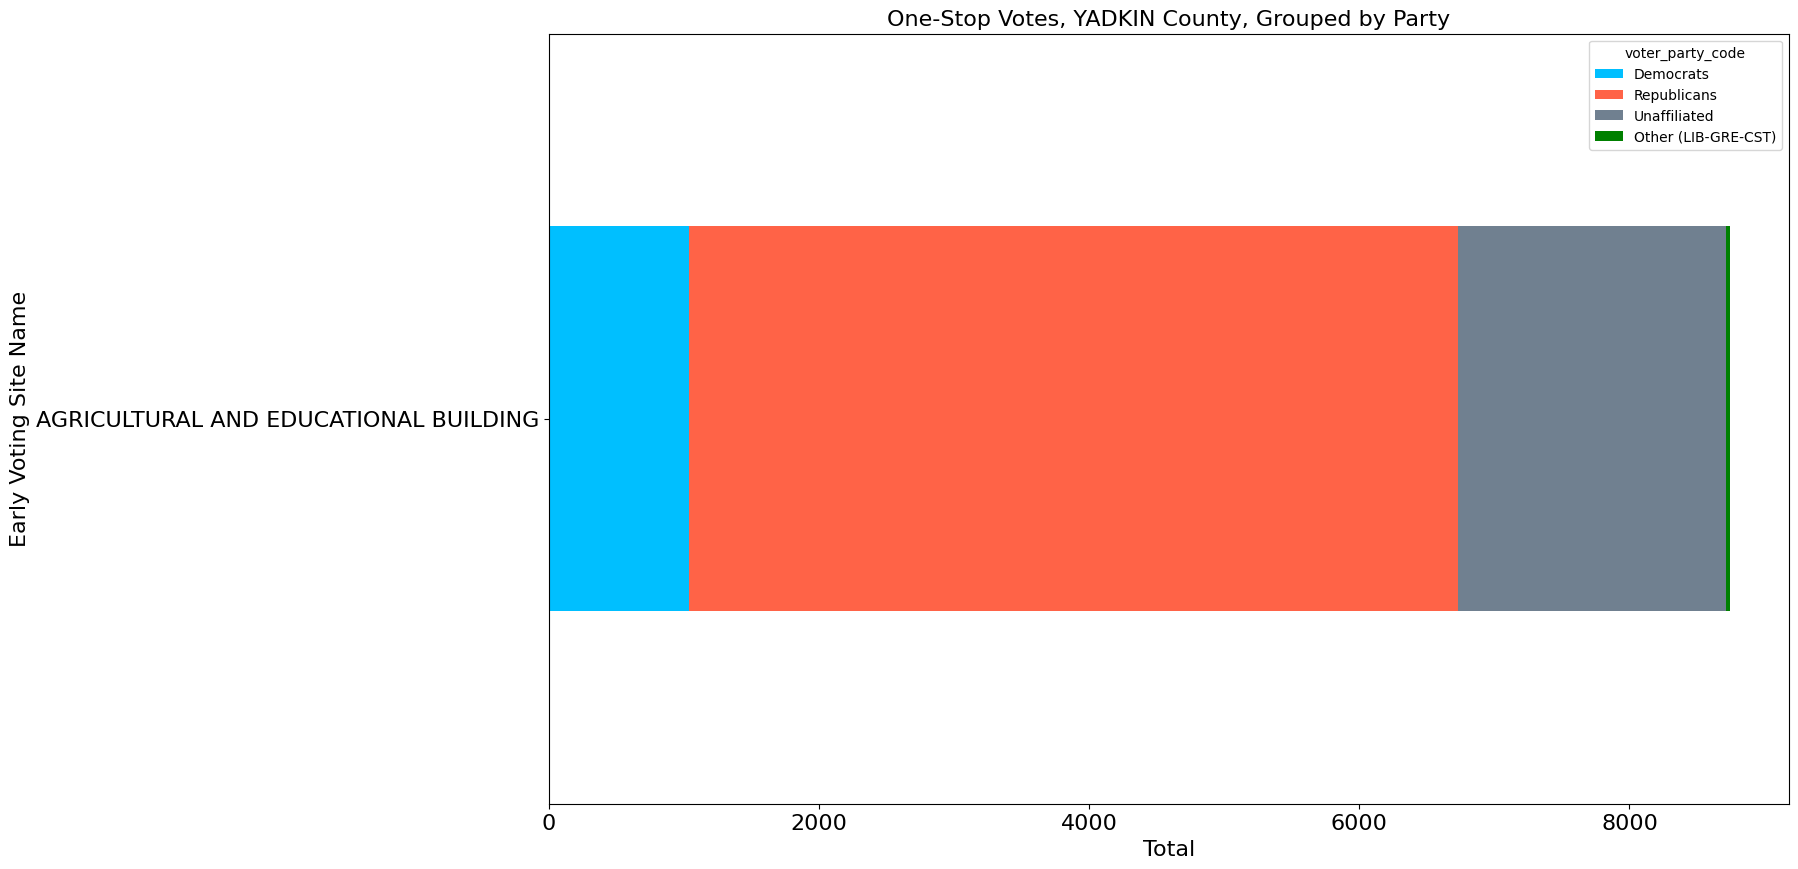 One-Stop Votes, YADKIN County, Grouped by Party
voter_party_code
Democrats
Republicans
Unaffiliated
Other (LIB-GRE-CST)
Early Voting Site Name
AGRICULTURAL AND EDUCATIONAL BUILDING
0 2000 4000 6000 8000
Total